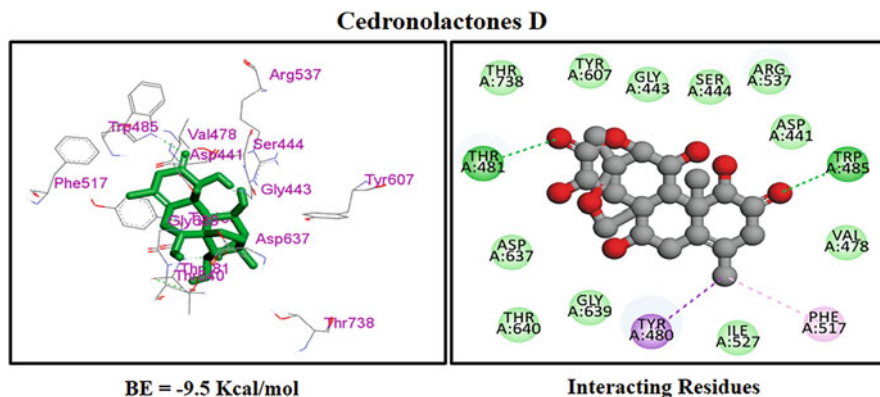 Cedronolactones D
Arg537
Trp485
Val478
Ser444
Asp441
Phe517
Gly443
Tyr607
Asp637
Thr738
BE = -9.5 Kcal/mol
THR
A:738
TYR
A:607
GLY
A:443
SER
A:444
ARG
A:537
ASP
A:441
THR
A:481
TRP
A:485
ASP
A:637
VAL
A:478
THR
A:640
GLY
A:639
TYR
A:480
ILE
A:527
PHE
A:517
Interacting Residues